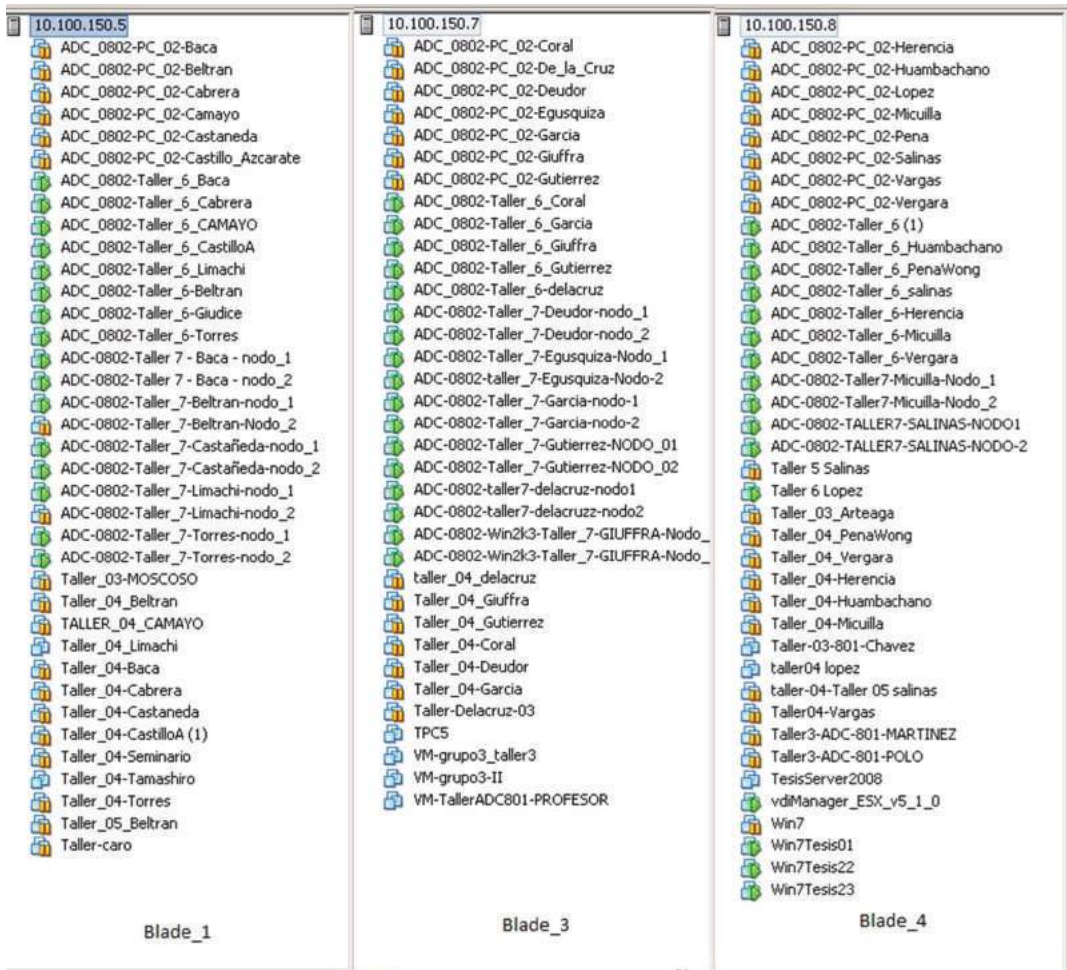 10.100.150.5
ADC_0802-PC_02-Baca
ADC_0802-PC_02-Beltran
ADC_0802-PC_02-Cabrera
ADC_0802-PC_02-Camayo
ADC_0802-PC_02-Castaneda
ADC_0802-PC_02-Castillo_Azcarate
ADC_0802-Taller_6_Baca
ADC_0802-Taller_6_Cabrera
ADC_0802-Taller_6_CAMAYO
ADC_0802-Taller_6_CastilloA
ADC_0802-Taller_6_Limachi
ADC_0802-Taller_6-Beltran
ADC_0802-Taller_6-Giudice
ADC_0802-Taller_6-Torres
ADC-0802-Taller 7 - Baca - nodo_1
ADC-0802-Taller 7 - Baca - nodo_2
ADC-0802-Taller_7-Beltran-nodo_1
ADC-0802-Taller_7-Beltran-Nodo_2
ADC-0802-Taller_7-Castañeda-nodo_1
ADC-0802-Taller_7-Castañeda-nodo_2
ADC-0802-Taller_7-Limachi-nodo_1
ADC-0802-Taller_7-Limachi-nodo_2
ADC-0802-Taller_7-Torres-nodo_1
ADC-0802-Taller_7-Torres-nodo_2
Taller_03-MOSCOSO
Taller_04_Beltran
TALLER_04_CAMAYO
Taller_04_Limachi
Taller_04-Baca
Taller_04-Cabrera
Taller_04-Castaneda
Taller_04-CastilloA (1)
Taller_04-Seminario
Taller_04-Tamashiro
Taller_04-Torres
Taller_05_Beltran
Taller-caro
Blade_1
10.100.150.7
ADC_0802-PC_02-Coral
ADC_0802-PC_02-De_la_Cruz
ADC_0802-PC_02-Deudor
ADC_0802-PC_02-Egusquiza
ADC_0802-PC_02-Garcia
ADC_0802-PC_02-Giuffra
ADC_0802-PC_02-Gutierrez
ADC_0802-Taller_6_Coral
ADC_0802-Taller_6_Garcia
ADC_0802-Taller_6_Giuffra
ADC_0802-Taller_6_Gutierrez
ADC_0802-Taller_6-delacruz
ADC-0802-Taller_7-Deudor-nodo_1
ADC-0802-Taller_7-Deudor-nodo_2
ADC-0802-Taller_7-Egusquiza-Nodo_1
ADC-0802-taller_7-Egusquiza-Nodo-2
ADC-0802-Taller_7-Garcia-nodo-1
ADC-0802-Taller_7-Garcia-nodo-2
ADC-0802-Taller_7-Gutierrez-NODO_01
ADC-0802-Taller_7-Gutierrez-NODO_02
ADC-0802-taller7-delacruz-nodo1
ADC-0802-taller7-delacruzz-nodo2
ADC-0802-Win2k3-Taller_7-GIUFFRA-Nodo_
ADC-0802-Win2k3-Taller_7-GIUFFRA-Nodo_
taller_04_delacruz
Taller_04_Giuffra
Taller_04_Gutierrez
Taller_04-Coral
Taller_04-Deudor
Taller_04-Garcia
Taller-Delacruz-03
TPC5
VM-grupo3_taller3
VM-grupo3-II
VM-TallerADC801-PROFESOR
Blade_3
10.100.150.8
ADC_0802-PC_02-Herencia
ADC_0802-PC_02-Huambachano
ADC_0802-PC_02-Lopez
ADC_0802-PC_02-Micuilla
ADC_0802-PC_02-Pena
ADC_0802-PC_02-Salinas
ADC_0802-PC_02-Vargas
ADC_0802-PC_02-Vergara
ADC_0802-Taller_6 (1)
ADC_0802-Taller_6_Huambachano
ADC_0802-Taller_6_PenaWong
ADC_0802-Taller_6_salinas
ADC_0802-Taller_6-Herencia
ADC_0802-Taller_6-Micuilla
ADC_0802-Taller_6-Vergara
ADC-0802-Taller7-Micuilla-Nodo_1
ADC-0802-Taller7-Micuilla-Nodo_2
ADC-0802-TALLER7-SALINAS-NODO1
ADC-0802-TALLER7-SALINAS-NODO-2
Taller 5 Salinas
Taller 6 Lopez
Taller_03_Arteaga
Taller_04_PenaWong
Taller_04_Vergara
Taller_04-Herencia
Taller_04-Huambachano
Taller_04-Micuilla
Taller-03-801-Chavez
taller04 lopez
taller-04-Taller 05 salinas
Taller04-Vargas
Taller3-ADC-801-MARTINEZ
Taller3-ADC-801-POLO
TesisServer2008
vdiManager_ESX_v5_1_0
Win7
Win7Tesis01
Win7Tesis22
Win7Tesis23
Blade_4